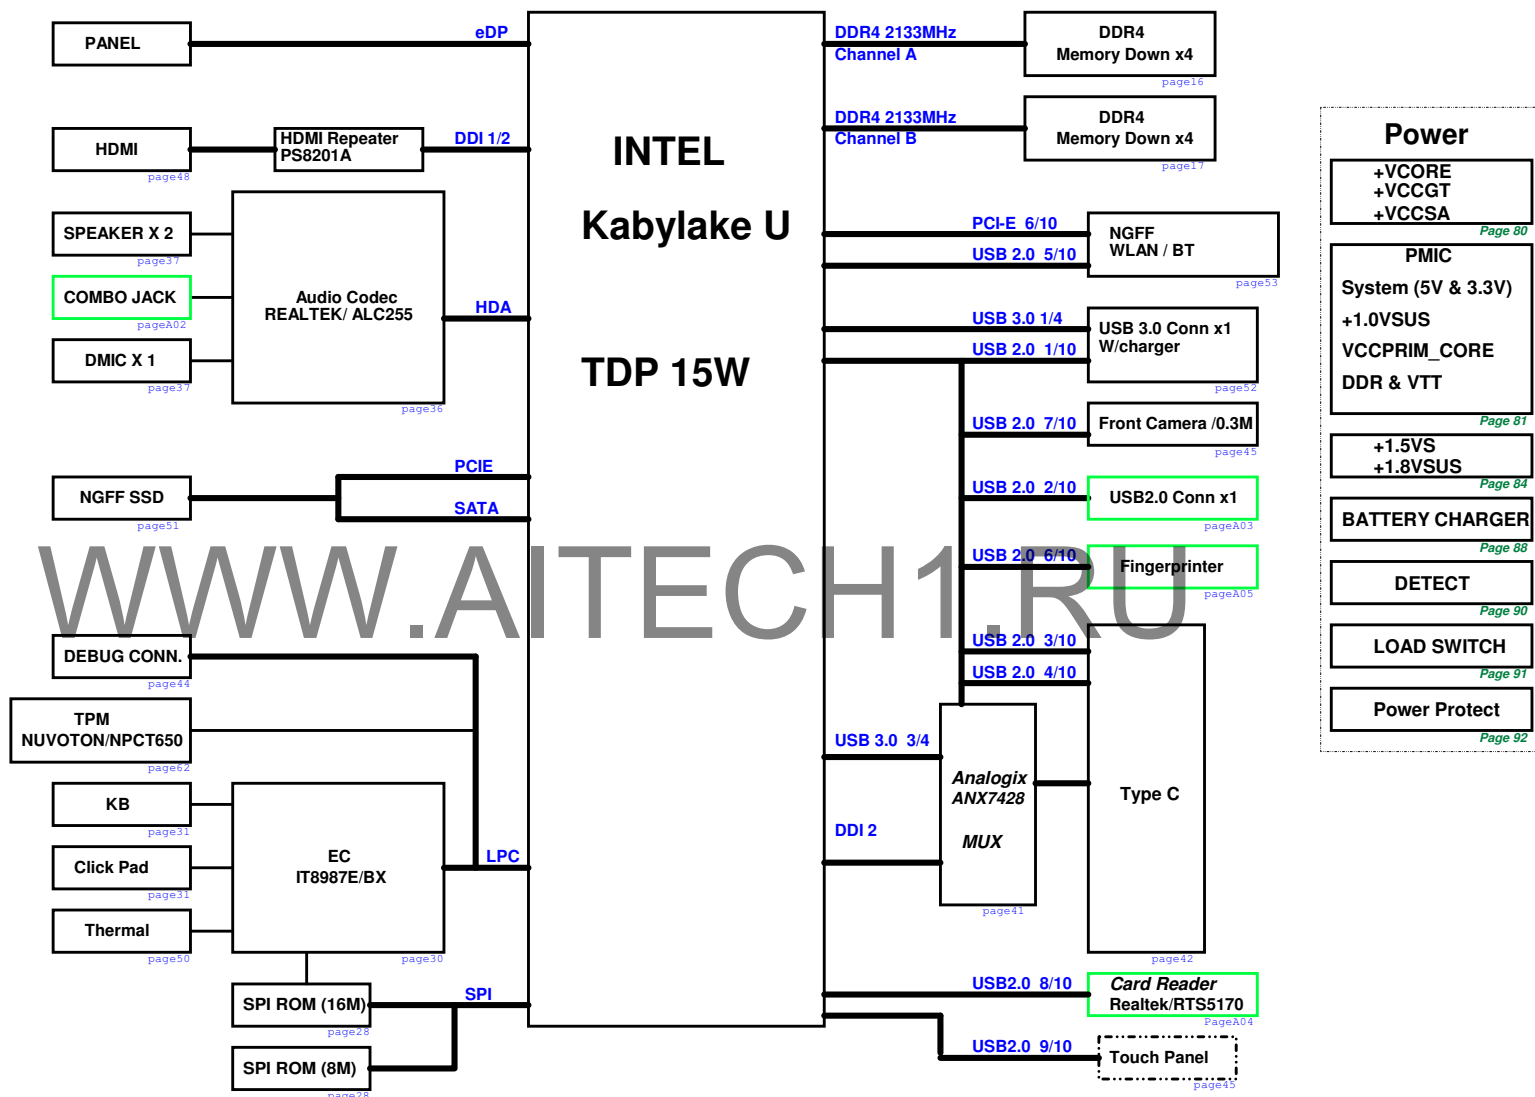 PANEL
eDP
HDMI
page48
HDMI Repeater
PS8201A
DDI 1/2
SPEAKER X 2
page37
COMBO JACK
pageA02
DMIC X 1
page37
Audio Codec
REALTEK/ ALC255
page36
HDA
NGFF SSD
page51
PCIE
SATA
WWW.AITECH1.RU
DEBUG CONN.
page44
TPM
NUVOTON/NPCT650
page62
KB
page31
Click Pad
page31
Thermal
page50
EC
IT8987E/BX
page30
LPC
SPI ROM (16M)
page28
SPI
SPI ROM (8M)
page28
INTEL
Kabylake U
TDP 15W
DDR4 2133MHz
Channel A
DDR4
Memory Down x4
page16
DDR4 2133MHz
Channel B
DDR4
Memory Down x4
page17
PCI-E 6/10
USB 2.0 5/10
NGFF
WLAN / BT
page53
USB 3.0 1/4
USB 2.0 1/10
USB 3.0 Conn x1
W/charger
page52
USB 2.0 7/10
Front Camera /0.3M
page45
USB 2.0 2/10
USB2.0 Conn x1
pageA03
USB 2.0 6/10
Fingerprinter
pageA05
USB 2.0 3/10
USB 2.0 4/10
USB 3.0 3/4
DDI 2
Analogix
ANX7428
MUX
page41
Type C
page42
USB2.0 8/10
Card Reader
Realtek/RTS5170
PageA04
USB2.0 9/10
Touch Panel
page45
Power
+VCORE
+VCCGT
+VCCSA
Page 80
PMIC
System (5V & 3.3V)
+1.0VSUS
VCCPRIM_CORE
DDR & VTT
Page 81
+1.5VS
+1.8VSUS
Page 84
BATTERY CHARGER
Page 88
DETECT
Page 90
LOAD SWITCH
Page 91
Power Protect
Page 92